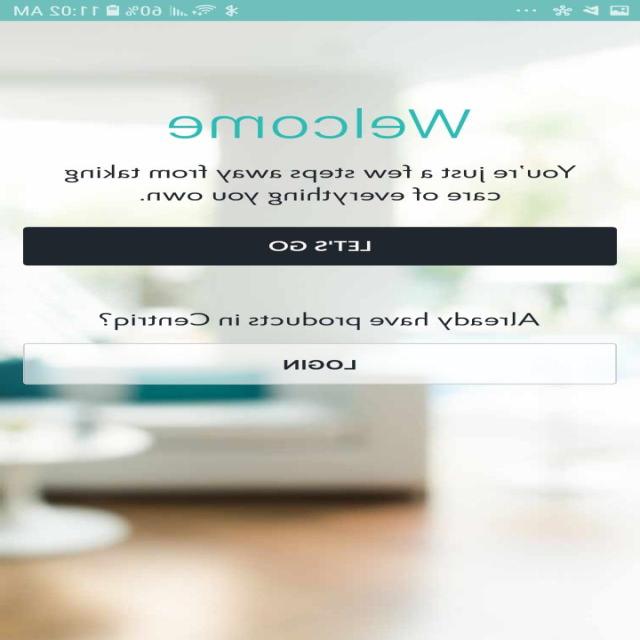 60% 11:02 AM
Welcome
You're just a few steps away from taking
care of everything you own.
LET'S GO
Already have products in Centriq?
LOGIN